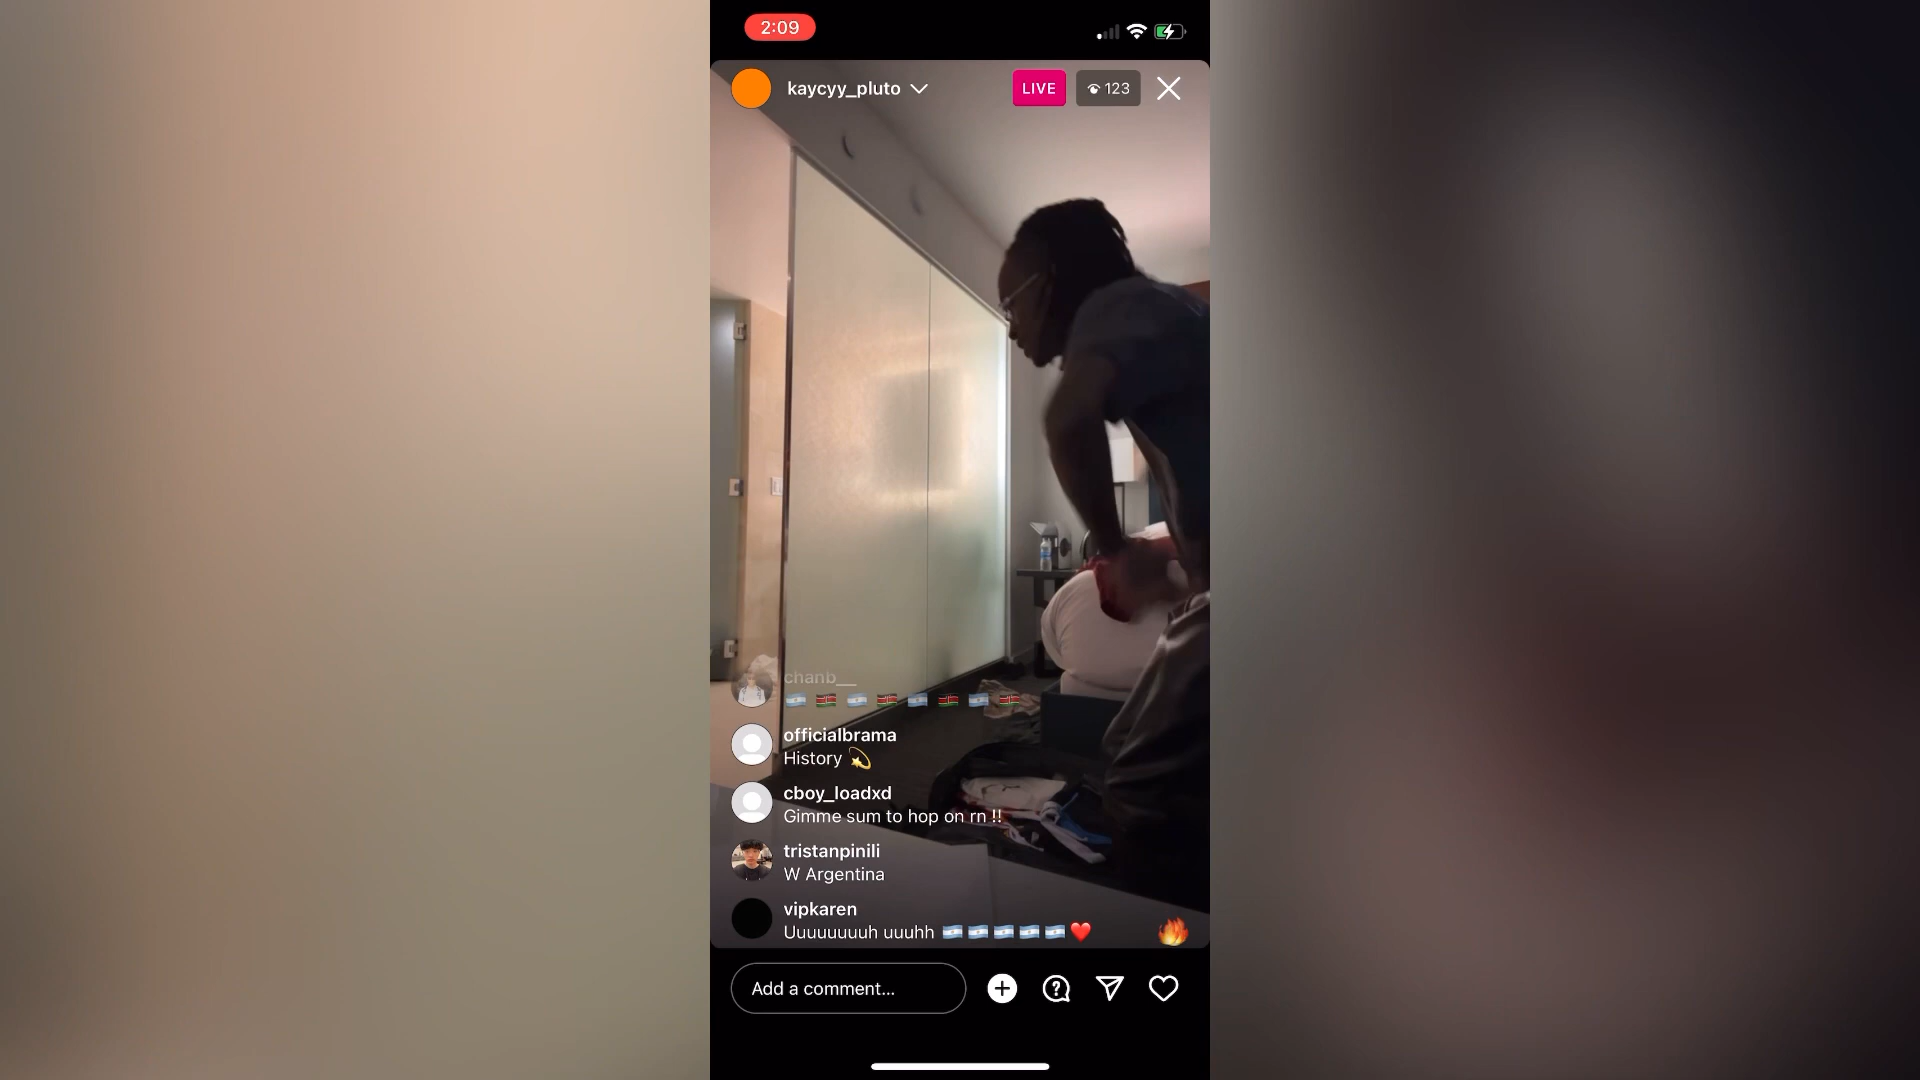 2:09
kaycyy_pluto
LIVE
123
chanb__
🇦🇷 🇰🇪 🇦🇷 🇰🇪 🇦🇷 🇰🇪 🇦🇷 🇰🇪
officialbrama
History 💫
cboy_loadxd
Gimme sum to hop on rn !!
tristanpinili
W Argentina
vipkaren
Uuuuuuuuh uuuhh 🇦🇷🇦🇷🇦🇷🇦🇷🇦🇷❤️
Add a comment...